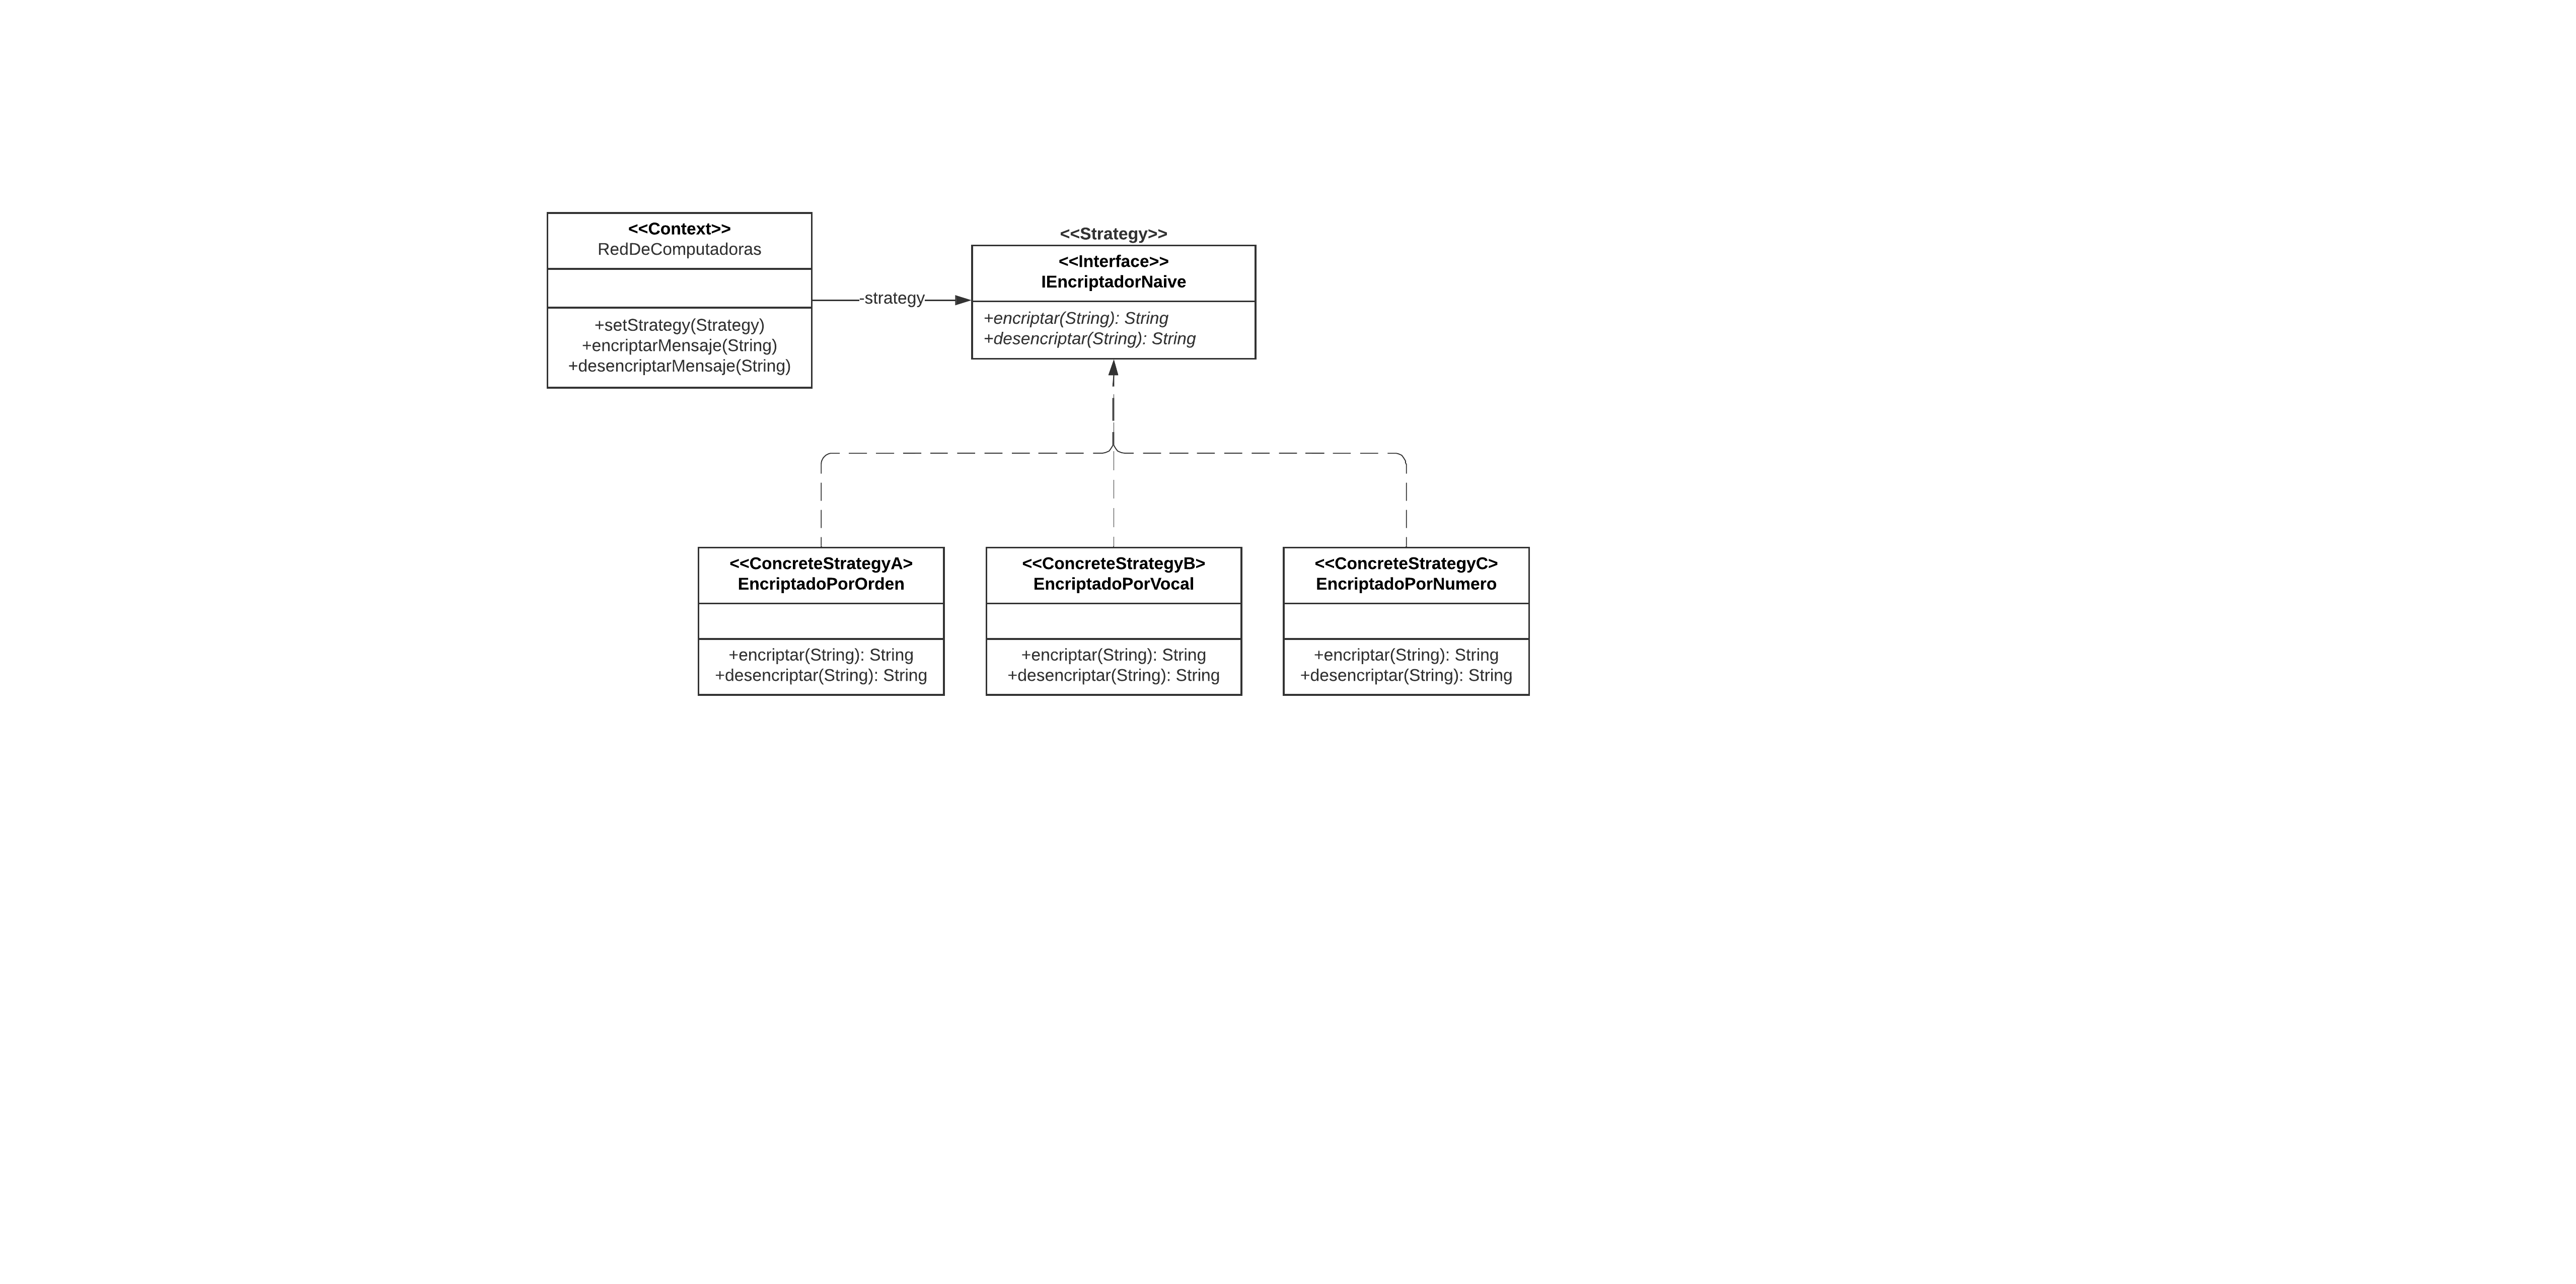 <<Context>>
RedDeComputadoras
+setStrategy(Strategy)
+encriptarMensaje(String)
+desencriptarMensaje(String)
-strategy
<<Strategy>>
<<Interface>>
IEncriptadorNaive
+encriptar(String): String
+desencriptar(String): String
<<ConcreteStrategyA>
EncriptadoPorOrden
+encriptar(String): String
+desencriptar(String): String
<<ConcreteStrategyB>
EncriptadoPorVocal
+encriptar(String): String
+desencriptar(String): String
<<ConcreteStrategyC>
EncriptadoPorNumero
+encriptar(String): String
+desencriptar(String): String